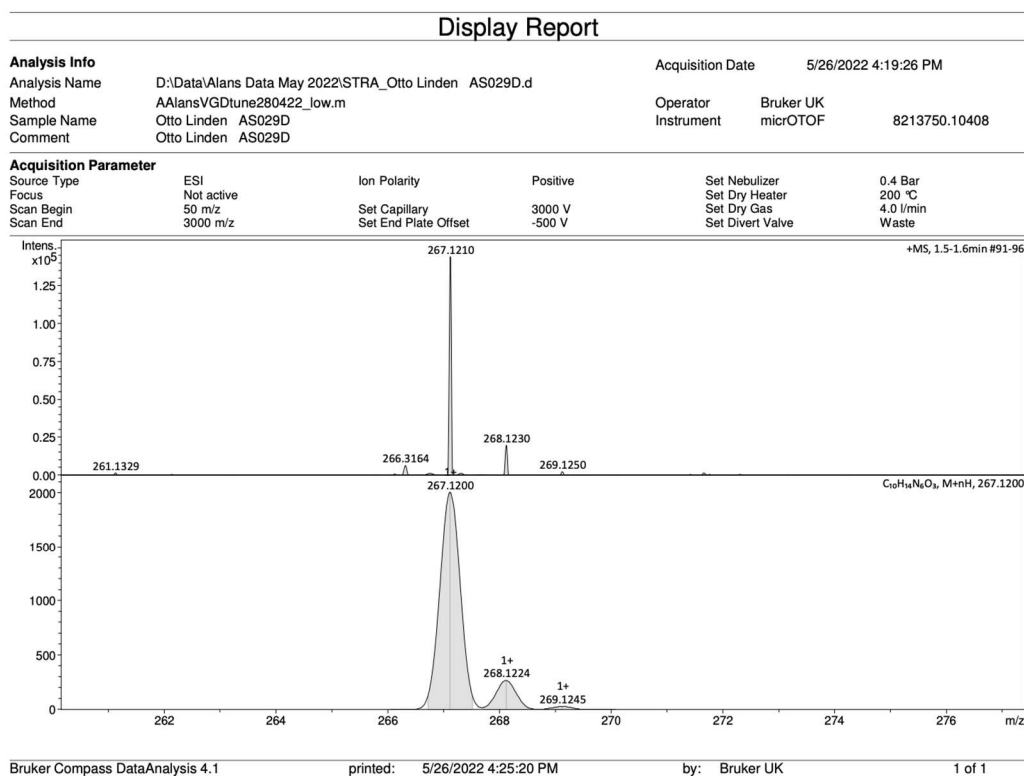 Display Report
Analysis Info
Acquisition Date 5/26/2022 4:19:26 PM
Analysis Name D:\Data\Alans Data May 2022\STRA_Otto Linden AS029D.d
Method AAlansVGDtune280422_low.m
Operator Bruker UK
Sample Name Otto Linden AS029D
Instrument micrOTOF 8213750.10408
Comment Otto Linden AS029D
Acquisition Parameter
Source Type ESI Ion Polarity Positive Set Nebulizer 0.4 Bar
Focus Not active Set Dry Heater 200 °C
Scan Begin 50 m/z Set Capillary 3000 V Set Dry Gas 4.0 l/min
Scan End 3000 m/z Set End Plate Offset -500 V Set Divert Valve Waste
Intens.
x10⁵
+MS, 1.5-1.6min #91-96
267.1210
1.25
1.00
0.75
0.50
0.25
268.1230
266.3164
269.1250
261.1329
1+
0.00
C₁₀H₁₄N₆O₃, M+nH, 267.1200
267.1200
2000
1500
1000
500
1+
268.1224
1+
269.1245
0
262 264 266 268 270 272 274 276 m/z
Bruker Compass DataAnalysis 4.1 printed: 5/26/2022 4:25:20 PM by: Bruker UK 1 of 1